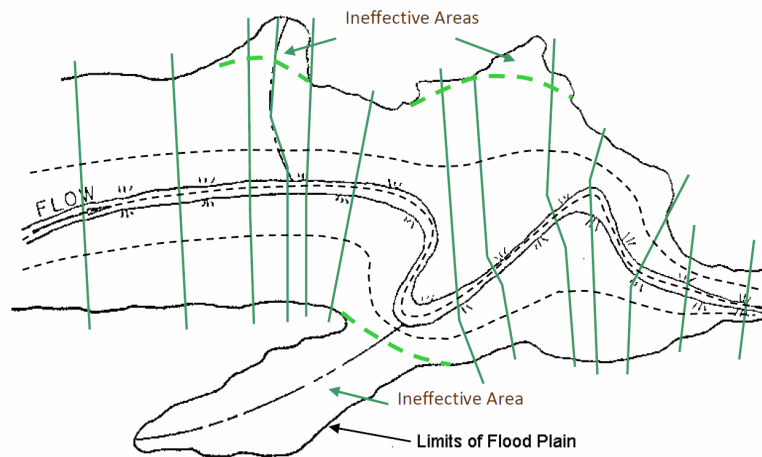 Ineffective Areas
FLOW
Ineffective Area
Limits of Flood Plain